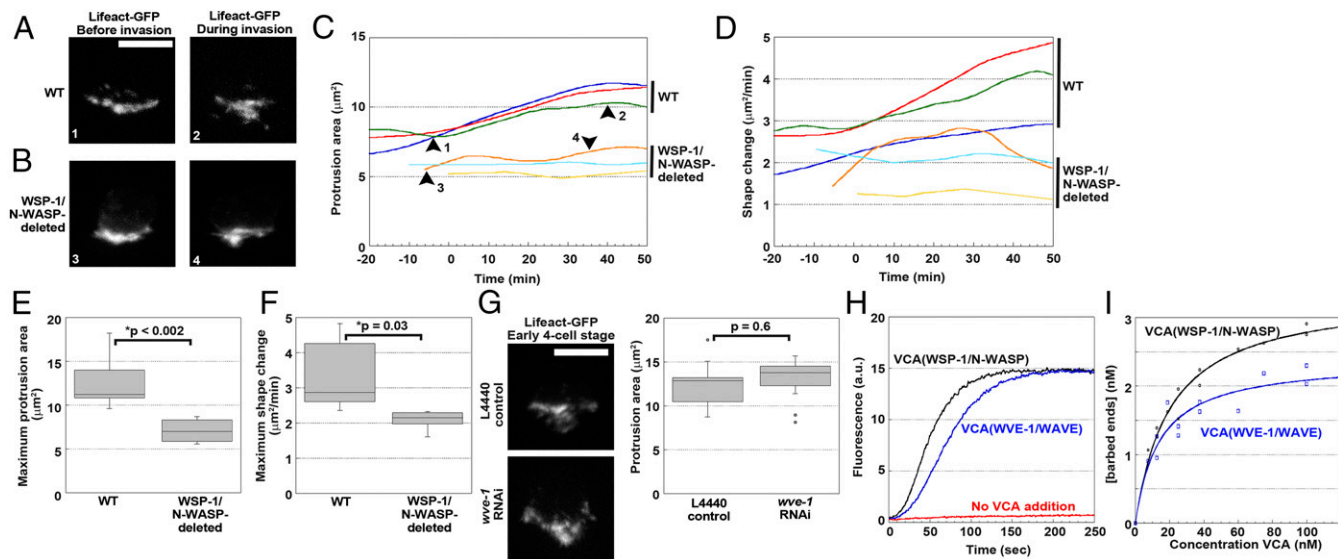 A
Lifeact-GFP
Before invasion
Lifeact-GFP
During invasion
WT
1
2
B
WSP-1/
N-WASP-
deleted
3
4
C
Protrusion area (μm²)
15
10
5
0
-20
-10
0
10
20
30
40
50
Time (min)
1
2
3
4
WT
WSP-1/
N-WASP-
deleted
D
Shape change (μm²/min)
5
4
3
2
1
0
-20
-10
0
10
20
30
40
50
Time (min)
WT
WSP-1/
N-WASP-
deleted
E
Maximum protrusion area
(μm²)
20
15
10
5
0
*p < 0.002
WT
WSP-1/
N-WASP-
deleted
F
Maximum shape change
(μm²/min)
5
4
3
2
1
0
*p = 0.03
WT
WSP-1/
N-WASP-
deleted
G
Lifeact-GFP
Early 4-cell stage
L4440
control
wve-1
RNAi
Protrusion area (μm²)
20
15
10
5
0
p = 0.6
L4440
control
wve-1
RNAi
H
Fluorescence (a.u.)
20
15
10
5
0
VCA(WSP-1/N-WASP)
VCA(WVE-1/WAVE)
No VCA addition
0
50
100
150
200
250
Time (sec)
I
[barbed ends] (nM)
3
2
1
0
VCA(WSP-1/N-WASP)
VCA(WVE-1/WAVE)
0
20
40
60
80
100
Concentration VCA (nM)